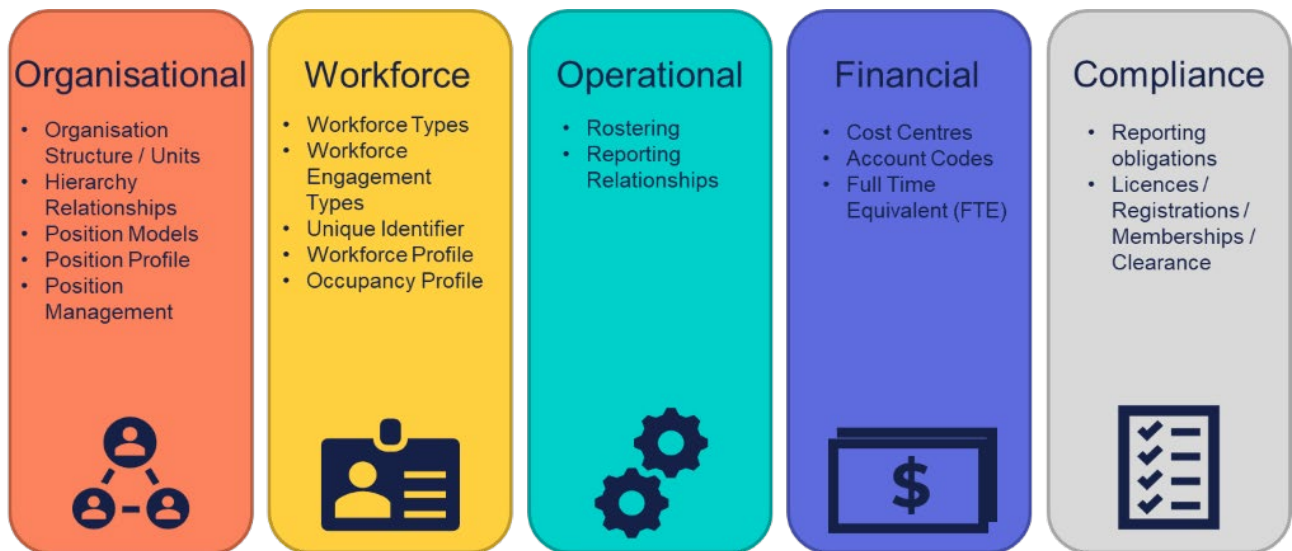 Organisational
• Organisation
Structure / Units
• Hierarchy
Relationships
• Position Models
• Position Profile
• Position
Management
Workforce
• Workforce Types
• Workforce
Engagement
Types
• Unique Identifier
• Workforce Profile
• Occupancy Profile
Operational
• Rostering
• Reporting
Relationships
Financial
• Cost Centres
• Account Codes
• Full Time
Equivalent (FTE)
$
Compliance
• Reporting
obligations
• Licences /
Registrations /
Memberships /
Clearance